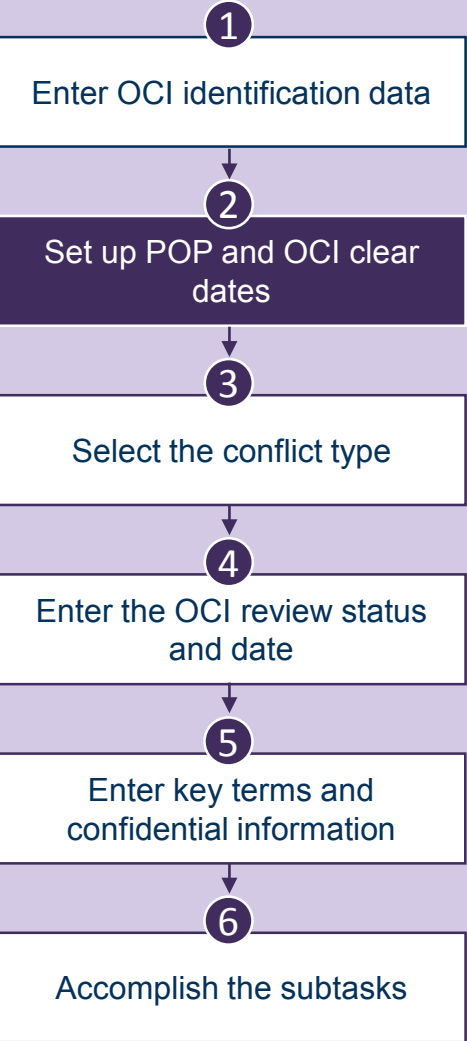 1
Enter OCI identification data
2
Set up POP and OCI clear
dates
3
Select the conflict type
4
Enter the OCI review status
and date
5
Enter key terms and
confidential information
6
Accomplish the subtasks